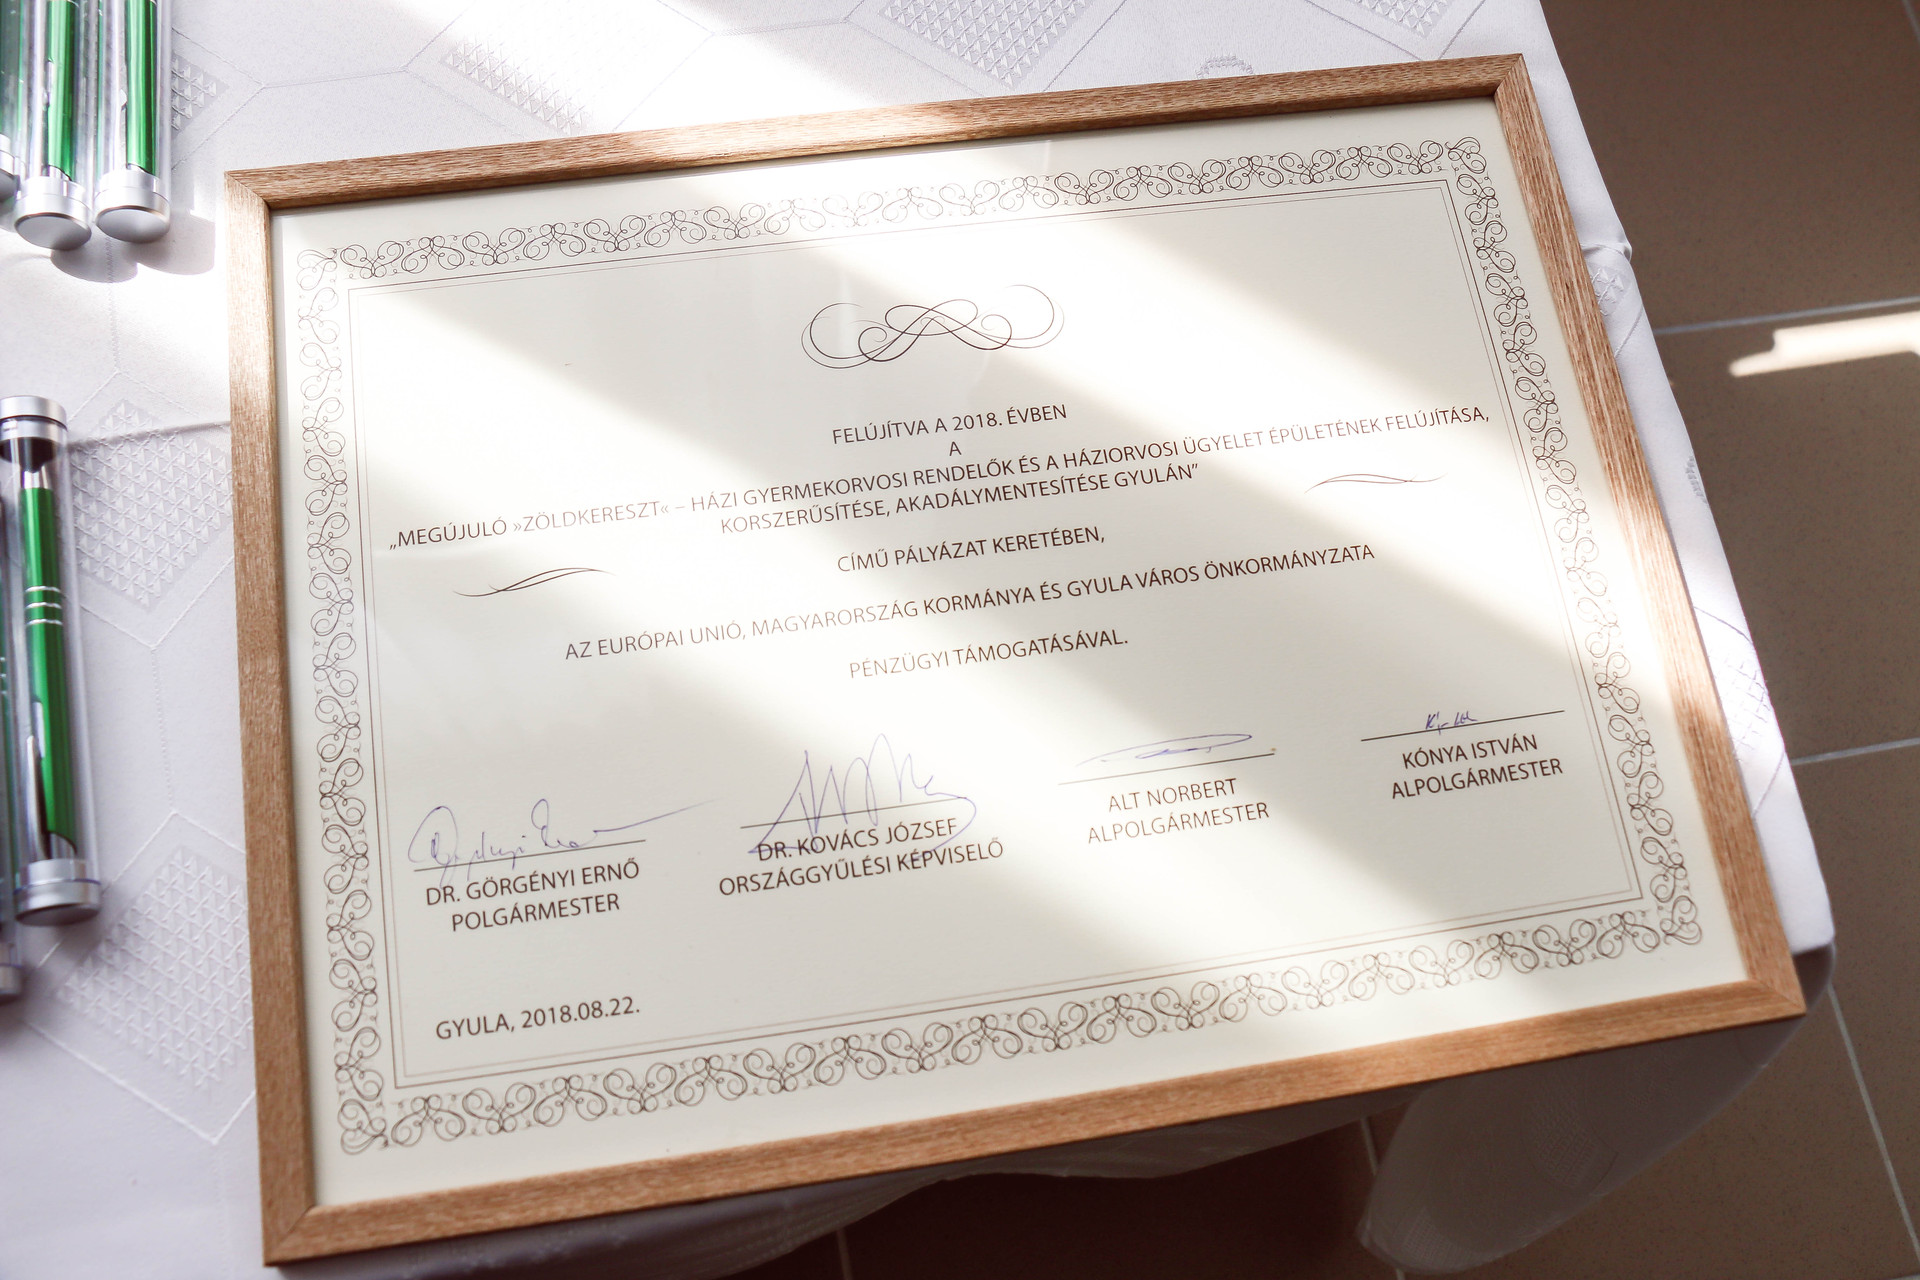 FELÚJÍTVA A 2018. ÉVBEN
A
„MEGÚJULÓ »ZÖLDKERESZT« – HÁZI GYERMEKORVOSI RENDELŐK ÉS A HÁZIORVOSI ÜGYELET ÉPÜLETÉNEK FELÚJÍTÁSA,
KORSZERŰSÍTÉSE, AKADÁLYMENTESÍTÉSE GYULÁN”
CÍMŰ PÁLYÁZAT KERETÉBEN,
AZ EURÓPAI UNIÓ, MAGYARORSZÁG KORMÁNYA ÉS GYULA VÁROS ÖNKORMÁNYZATA
PÉNZÜGYI TÁMOGATÁSÁVAL.
DR. GÖRGÉNYI ERNŐ
POLGÁRMESTER
DR. KOVÁCS JÓZSEF
ORSZÁGGYŰLÉSI KÉPVISELŐ
ALT NORBERT
ALPOLGÁRMESTER
KÓNYA ISTVÁN
ALPOLGÁRMESTER
GYULA, 2018.08.22.